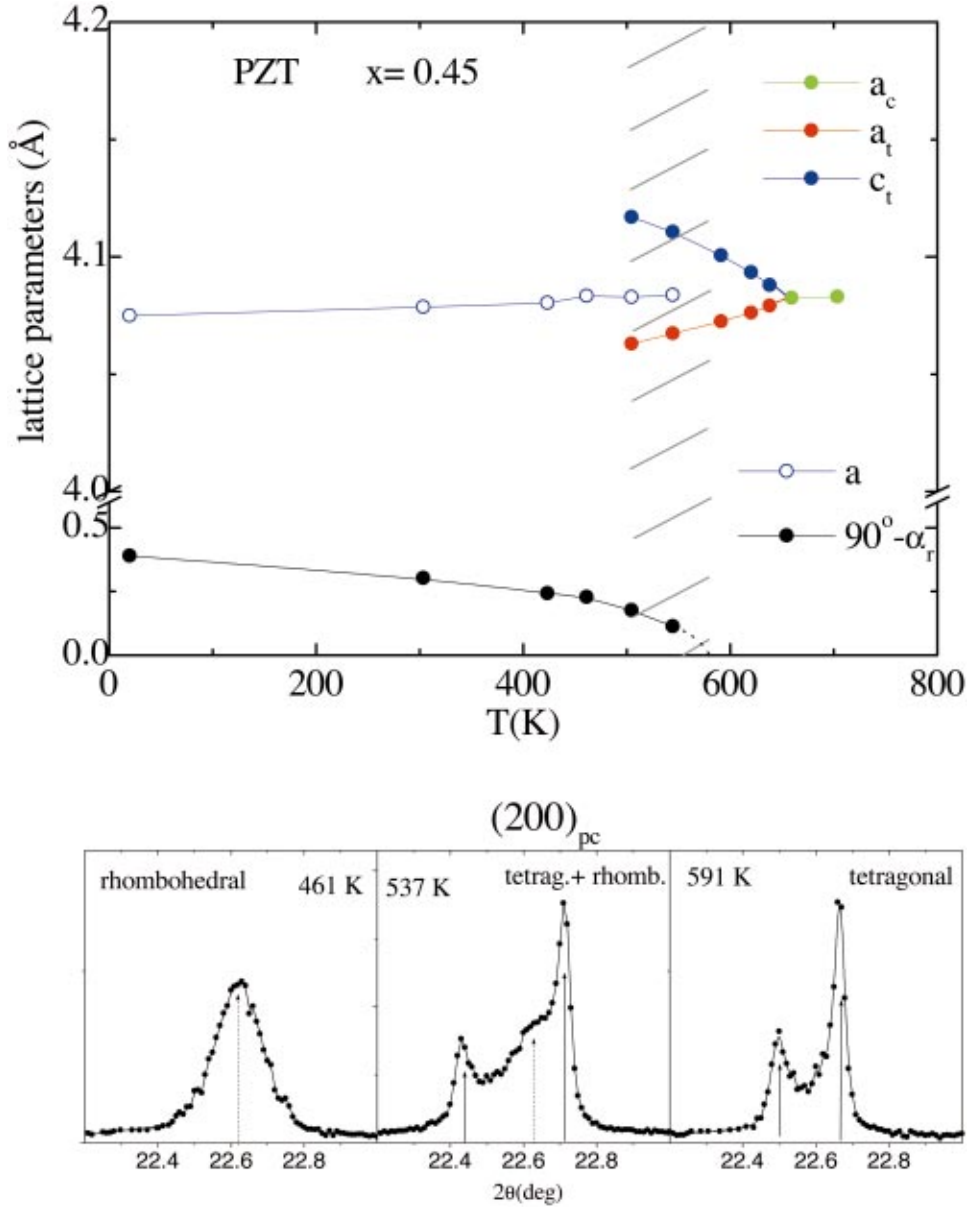 4.2
PZT x= 0.45
a_c
a_t
c_t
lattice parameters (Å)
4.1
4.0
a
0.5
90°-α_r
0.0
0 200 400 600 800
T(K)
(200)_pc
rhombohedral 461 K 537 K tetrag.+ rhomb. 591 K tetragonal
22.4 22.6 22.8 22.4 22.6 22.8 22.4 22.6 22.8
2θ(deg)